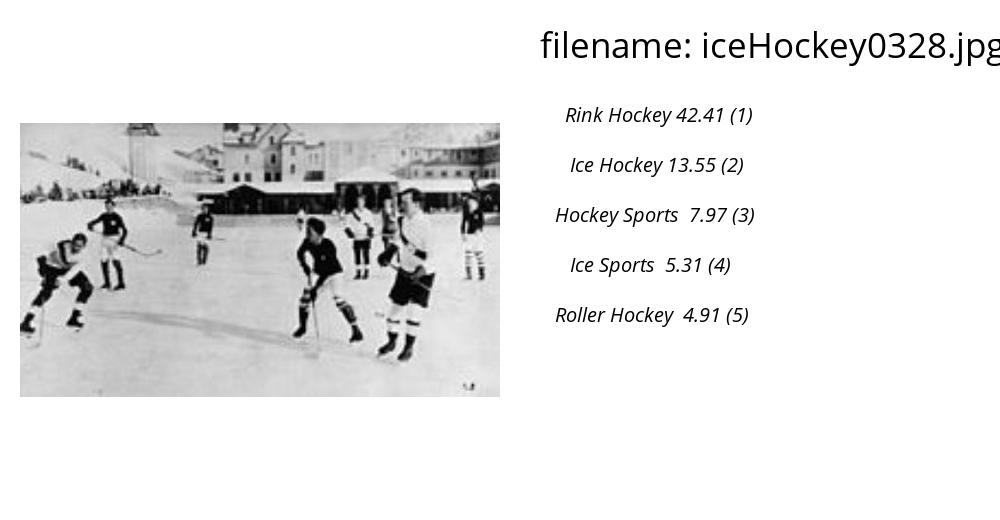 filename: iceHockey0328.jpg
Rink Hockey 42.41 (1)
Ice Hockey 13.55 (2)
Hockey Sports 7.97 (3)
Ice Sports 5.31 (4)
Roller Hockey 4.91 (5)